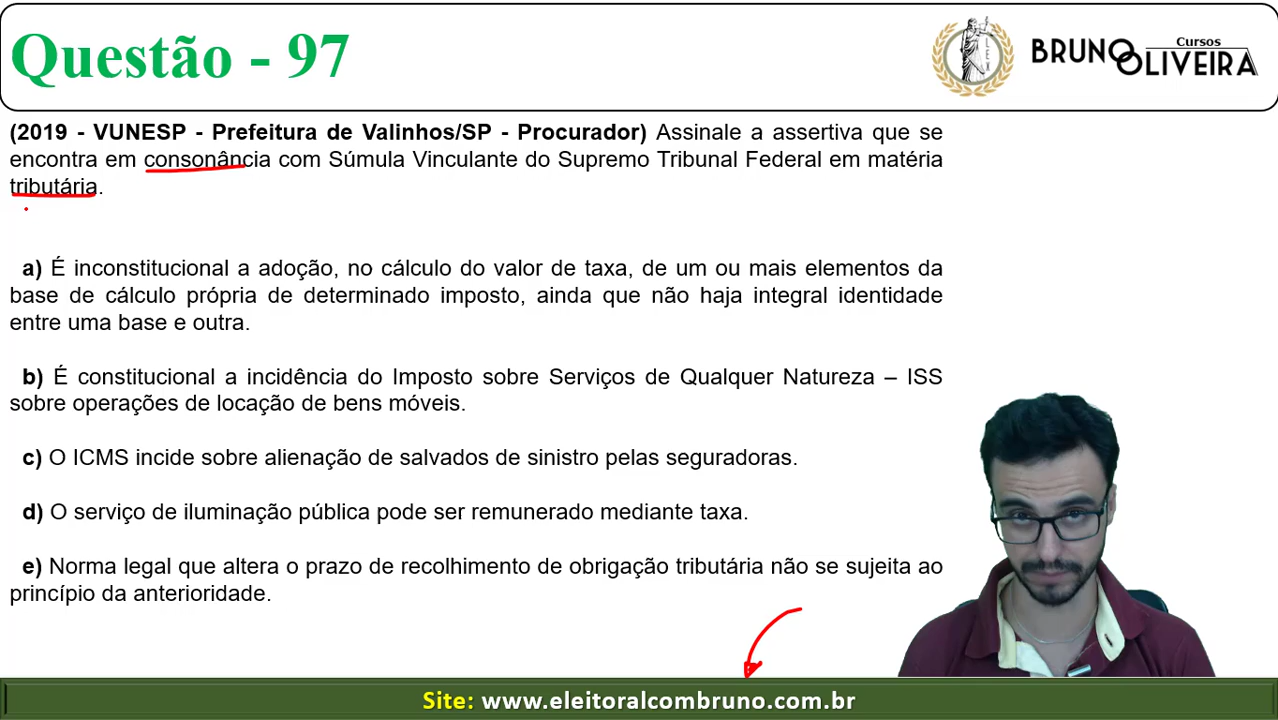 Questão - 97
LEX
Cursos
BRUNO OLIVEIRA
(2019 - VUNESP - Prefeitura de Valinhos/SP - Procurador) Assinale a assertiva que se
encontra em consonância com Súmula Vinculante do Supremo Tribunal Federal em matéria
tributária.
a) É inconstitucional a adoção, no cálculo do valor de taxa, de um ou mais elementos da
base de cálculo própria de determinado imposto, ainda que não haja integral identidade
entre uma base e outra.
b) É constitucional a incidência do Imposto sobre Serviços de Qualquer Natureza – ISS
sobre operações de locação de bens móveis.
c) O ICMS incide sobre alienação de salvados de sinistro pelas seguradoras.
d) O serviço de iluminação pública pode ser remunerado mediante taxa.
e) Norma legal que altera o prazo de recolhimento de obrigação tributária não se sujeita ao
princípio da anterioridade.
Site: www.eleitoralcombruno.com.br